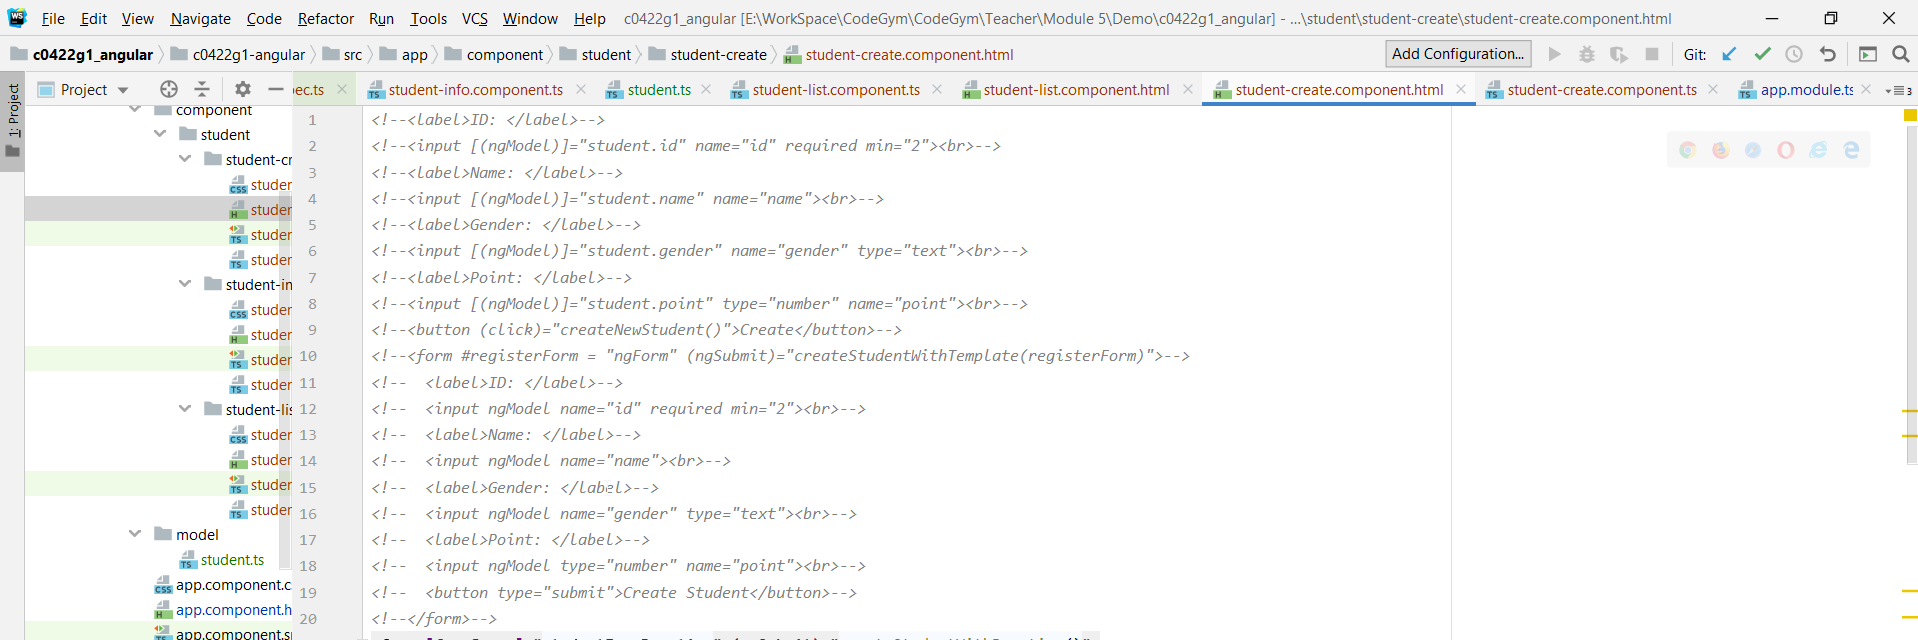 File Edit View Navigate Code Refactor Run Tools VCS Window Help c0422g1_angular [E:\WorkSpace\CodeGym\CodeGym\Teacher\Module 5\Demo\c0422g1_angular] - ...\student\student-create\student-create.component.html
c0422g1_angular c0422g1-angular src app component student student-create student-create.component.html Add Configuration... Git:
1: Project
Project
pec.ts student-info.component.ts student.ts student-list.component.ts student-list.component.html student-create.component.html student-create.component.ts app.module.ts 3
component
student
student-cr
studer
studer
studer
studer
student-in
studer
studer
studer
studer
student-lis
studer
studer
studer
studer
model
student.ts
app.component.c
app.component.h
app.component.sp
1 <!--<label>ID: </label>-->
2 <!--<input [(ngModel)]="student.id" name="id" required min="2"><br>-->
3 <!--<label>Name: </label>-->
4 <!--<input [(ngModel)]="student.name" name="name"><br>-->
5 <!--<label>Gender: </label>-->
6 <!--<input [(ngModel)]="student.gender" name="gender" type="text"><br>-->
7 <!--<label>Point: </label>-->
8 <!--<input [(ngModel)]="student.point" type="number" name="point"><br>-->
9 <!--<button (click)="createNewStudent()">Create</button>-->
10 <!--<form #registerForm = "ngForm" (ngSubmit)="createStudentWithTemplate(registerForm)">-->
11 <!--  <label>ID: </label>-->
12 <!--  <input ngModel name="id" required min="2"><br>-->
13 <!--  <label>Name: </label>-->
14 <!--  <input ngModel name="name"><br>-->
15 <!--  <label>Gender: </label>-->
16 <!--  <input ngModel name="gender" type="text"><br>-->
17 <!--  <label>Point: </label>-->
18 <!--  <input ngModel type="number" name="point"><br>-->
19 <!--  <button type="submit">Create Student</button>-->
20 <!--</form>-->